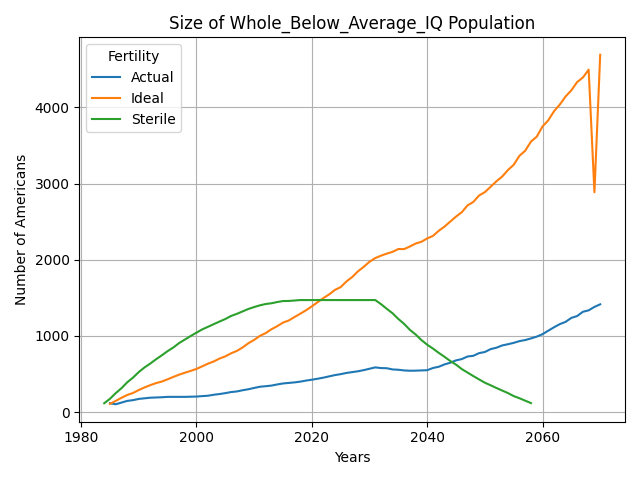 Size of Whole_Below_Average_IQ Population
Fertility
Actual
Ideal
Sterile
Number of Americans
4000
3000
2000
1000
0
1980
2000
2020
2040
2060
Years